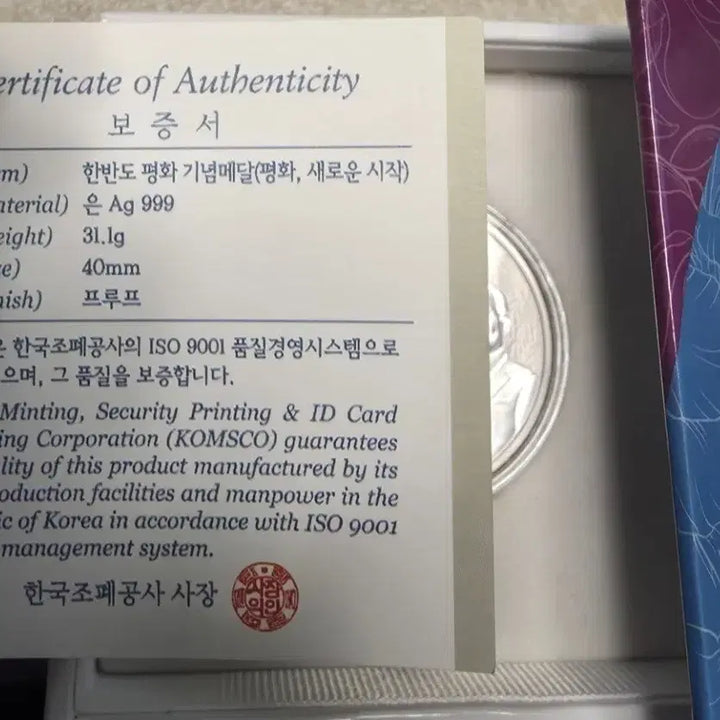 ertificate of Authenticity
보증서
m) 한반도 평화 기념메달(평화, 새로운 시작)
aterial) 은 Ag 999
eight) 31.1g
e) 40mm
nish) 프루프
은 한국조폐공사의 ISO 9001 품질경영시스템으로
으며, 그 품질을 보증합니다.
Minting, Security Printing & ID Card
ing Corporation (KOMSCO) guarantees
lity of this product manufactured by its
oduction facilities and manpower in the
ic of Korea in accordance with ISO 9001
management system.
한국조폐공사 사장